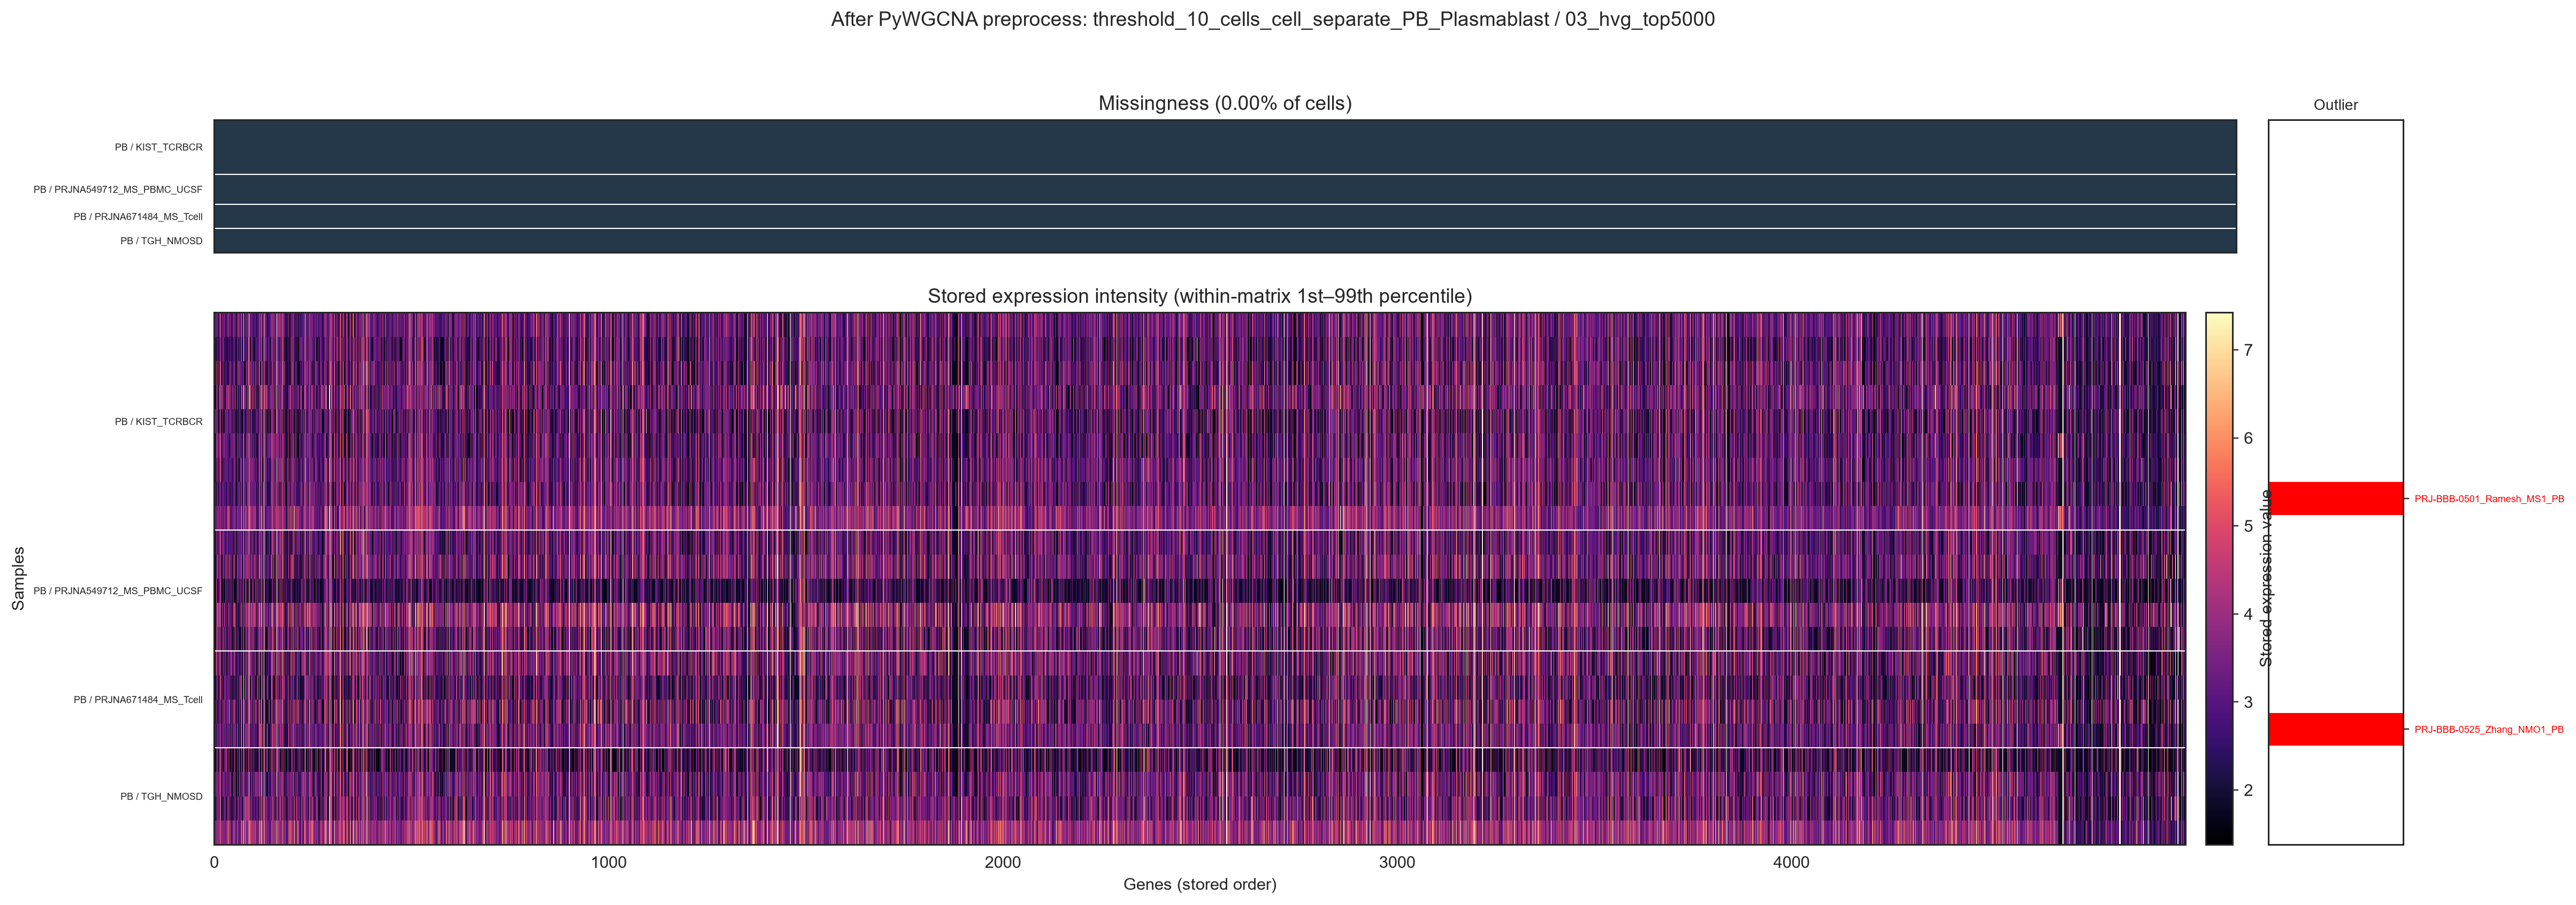 After PyWGCNA preprocess: threshold_10_cells_cell_separate_PB_Plasmablast / 03_hvg_top5000
Missingness (0.00% of cells)
Outlier
PB / KIST_TCRBCR
PB / PRJNA549712_MS_PBMC_UCSF
PB / PRJNA671484_MS_Tcell
PB / TGH_NMOSD
Stored expression intensity (within-matrix 1st–99th percentile)
Samples
PB / KIST_TCRBCR
PB / PRJNA549712_MS_PBMC_UCSF
PB / PRJNA671484_MS_Tcell
PB / TGH_NMOSD
0
1000
2000
3000
4000
Genes (stored order)
7
6
5
4
3
2
Stored expression value
PRJ-BBB-0501_Ramesh_MS1_PB
PRJ-BBB-0525_Zhang_NMO1_PB